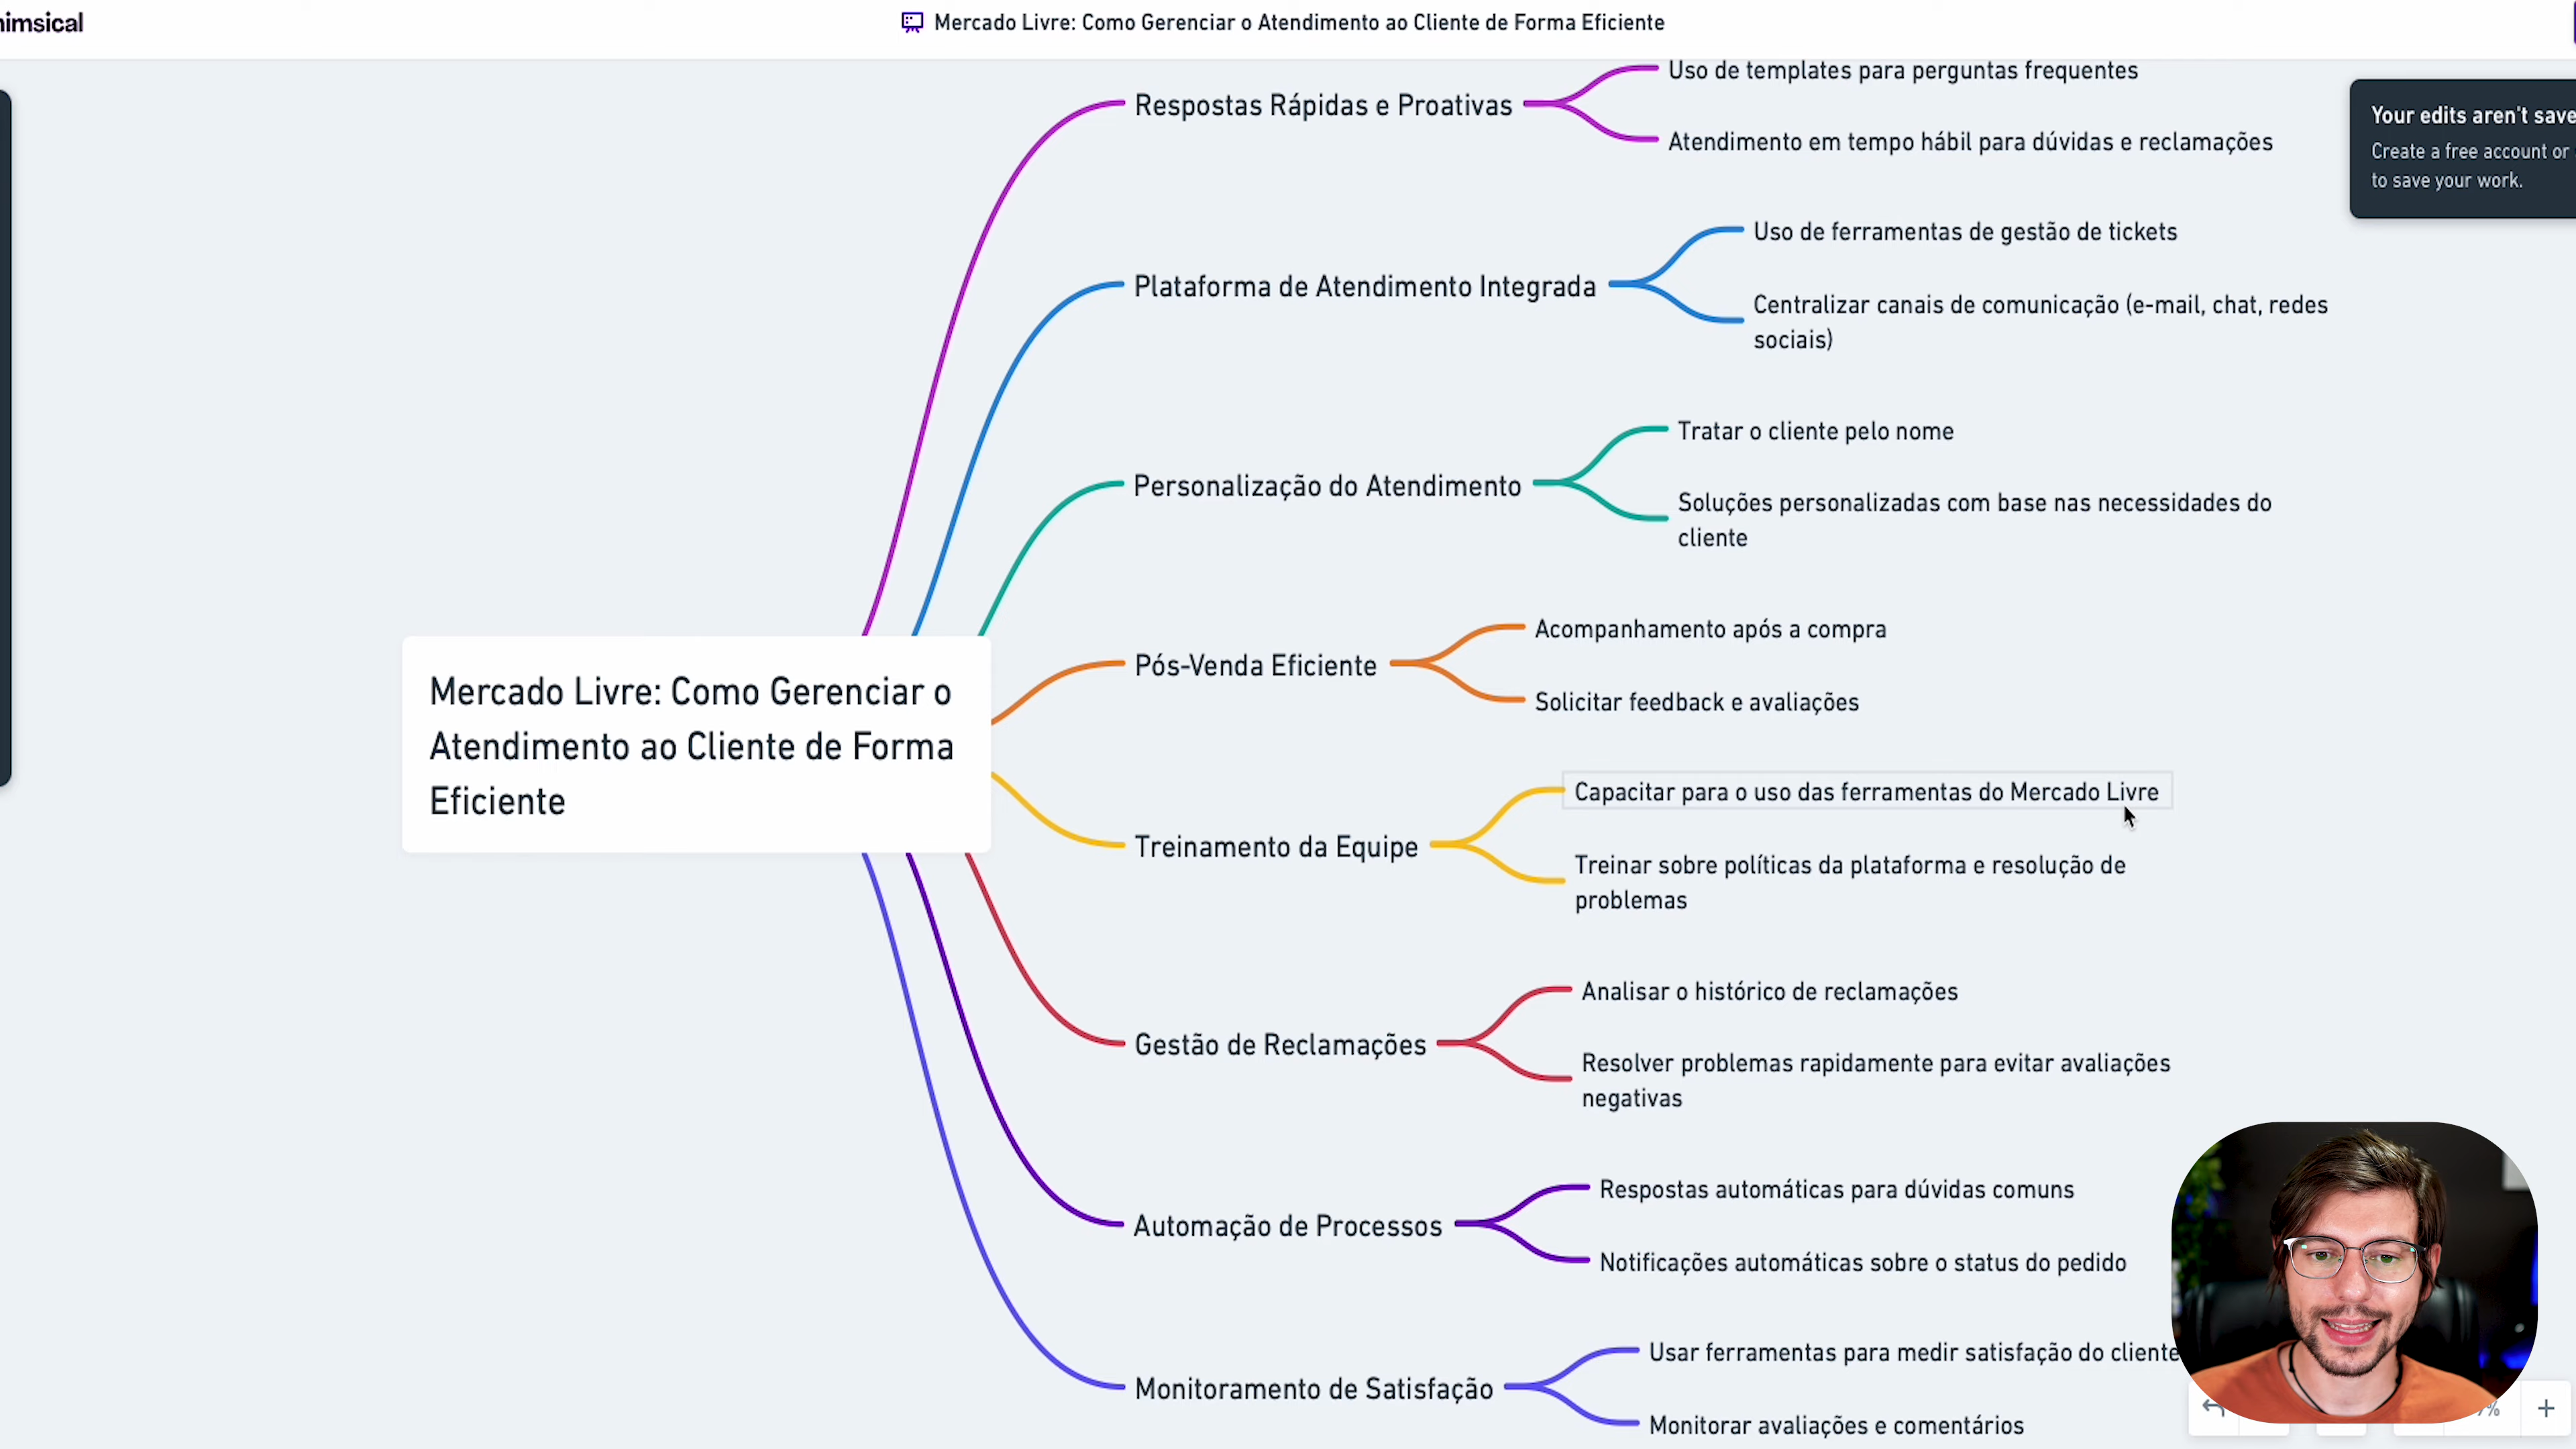 himsical
Mercado Livre: Como Gerenciar o Atendimento ao Cliente de Forma Eficiente
Uso de templates para perguntas frequentes
Respostas Rápidas e Proativas
Atendimento em tempo hábil para dúvidas e reclamações
Your edits aren't save
Create a free account or
to save your work.
Uso de ferramentas de gestão de tickets
Plataforma de Atendimento Integrada
Centralizar canais de comunicação (e-mail, chat, redes
sociais)
Tratar o cliente pelo nome
Personalização do Atendimento
Soluções personalizadas com base nas necessidades do
cliente
Acompanhamento após a compra
Pós-Venda Eficiente
Solicitar feedback e avaliações
Mercado Livre: Como Gerenciar o
Atendimento ao Cliente de Forma
Eficiente
Capacitar para o uso das ferramentas do Mercado Livre
Treinamento da Equipe
Treinar sobre políticas da plataforma e resolução de
problemas
Analisar o histórico de reclamações
Gestão de Reclamações
Resolver problemas rapidamente para evitar avaliações
negativas
Respostas automáticas para dúvidas comuns
Automação de Processos
Notificações automáticas sobre o status do pedido
Usar ferramentas para medir satisfação do cliente
Monitoramento de Satisfação
Monitorar avaliações e comentários